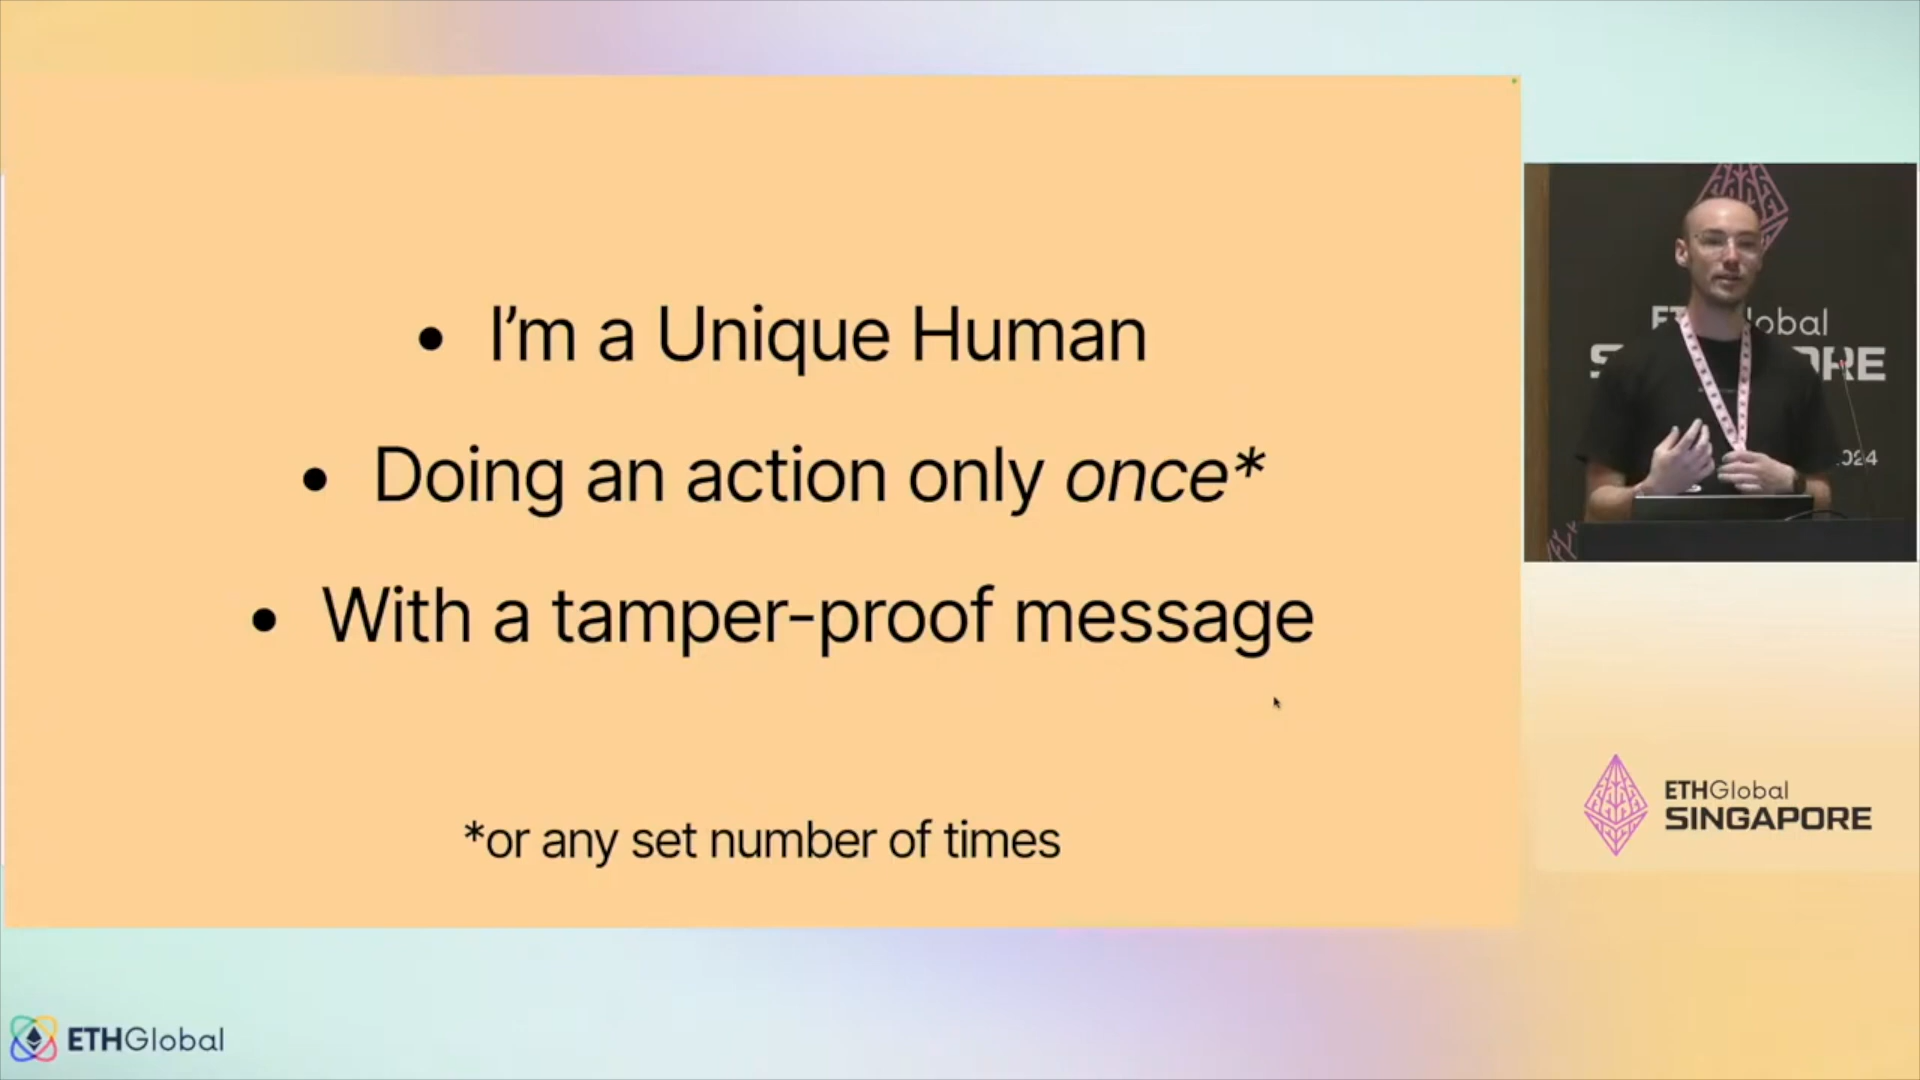 • I'm a Unique Human
• Doing an action only once*
• With a tamper-proof message
*or any set number of times
ETHGlobal
SINGAPORE
ETHGlobal